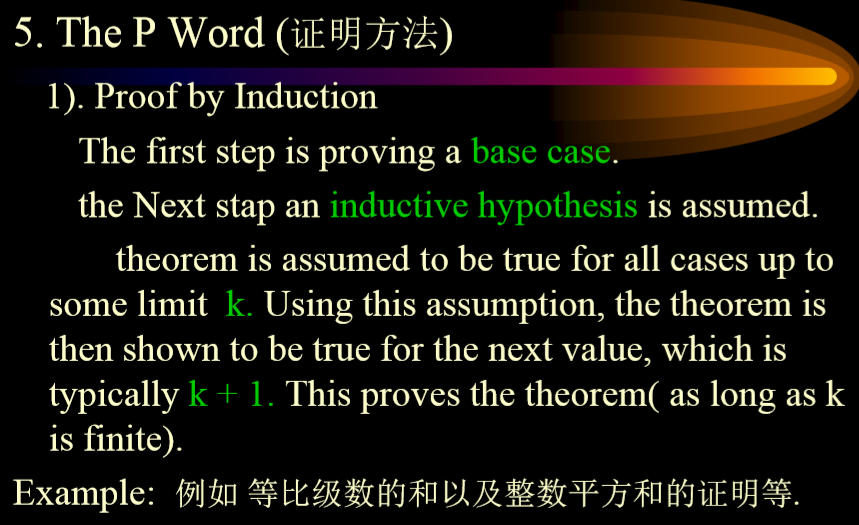 5. The P Word (证明方法)
1). Proof by Induction
The first step is proving a base case.
the Next stap an inductive hypothesis is assumed.
theorem is assumed to be true for all cases up to
some limit k. Using this assumption, the theorem is
then shown to be true for the next value, which is
typically k + 1. This proves the theorem( as long as k
is finite).
Example: 例如 等比级数的和以及整数平方和的证明等.